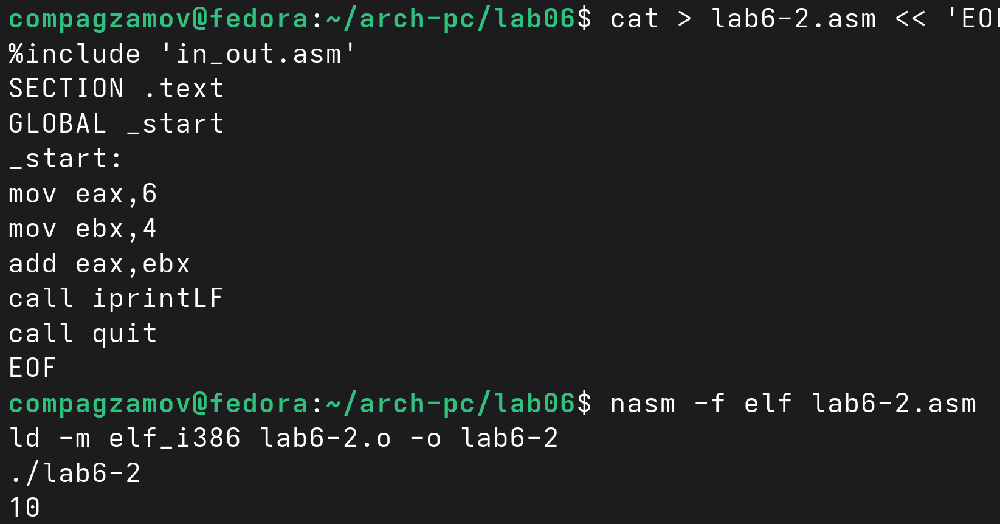 compagzamov@fedora:~/arch-pc/lab06$ cat > lab6-2.asm << 'EO
%include 'in_out.asm'
SECTION .text
GLOBAL _start
_start:
mov eax,6
mov ebx,4
add eax,ebx
call iprintLF
call quit
EOF
compagzamov@fedora:~/arch-pc/lab06$ nasm -f elf lab6-2.asm
ld -m elf_i386 lab6-2.o -o lab6-2
./lab6-2
10